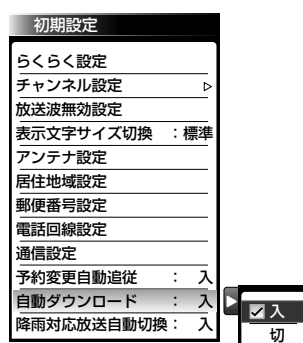 初期設定
らくらく設定
チャンネル設定
放送波無効設定
表示文字サイズ切換 ：標準
アンテナ設定
居住地域設定
郵便番号設定
電話回線設定
通信設定
予約変更自動追従 ： 入
自動ダウンロード ： 入
降雨対応放送自動切換： 入
入
切